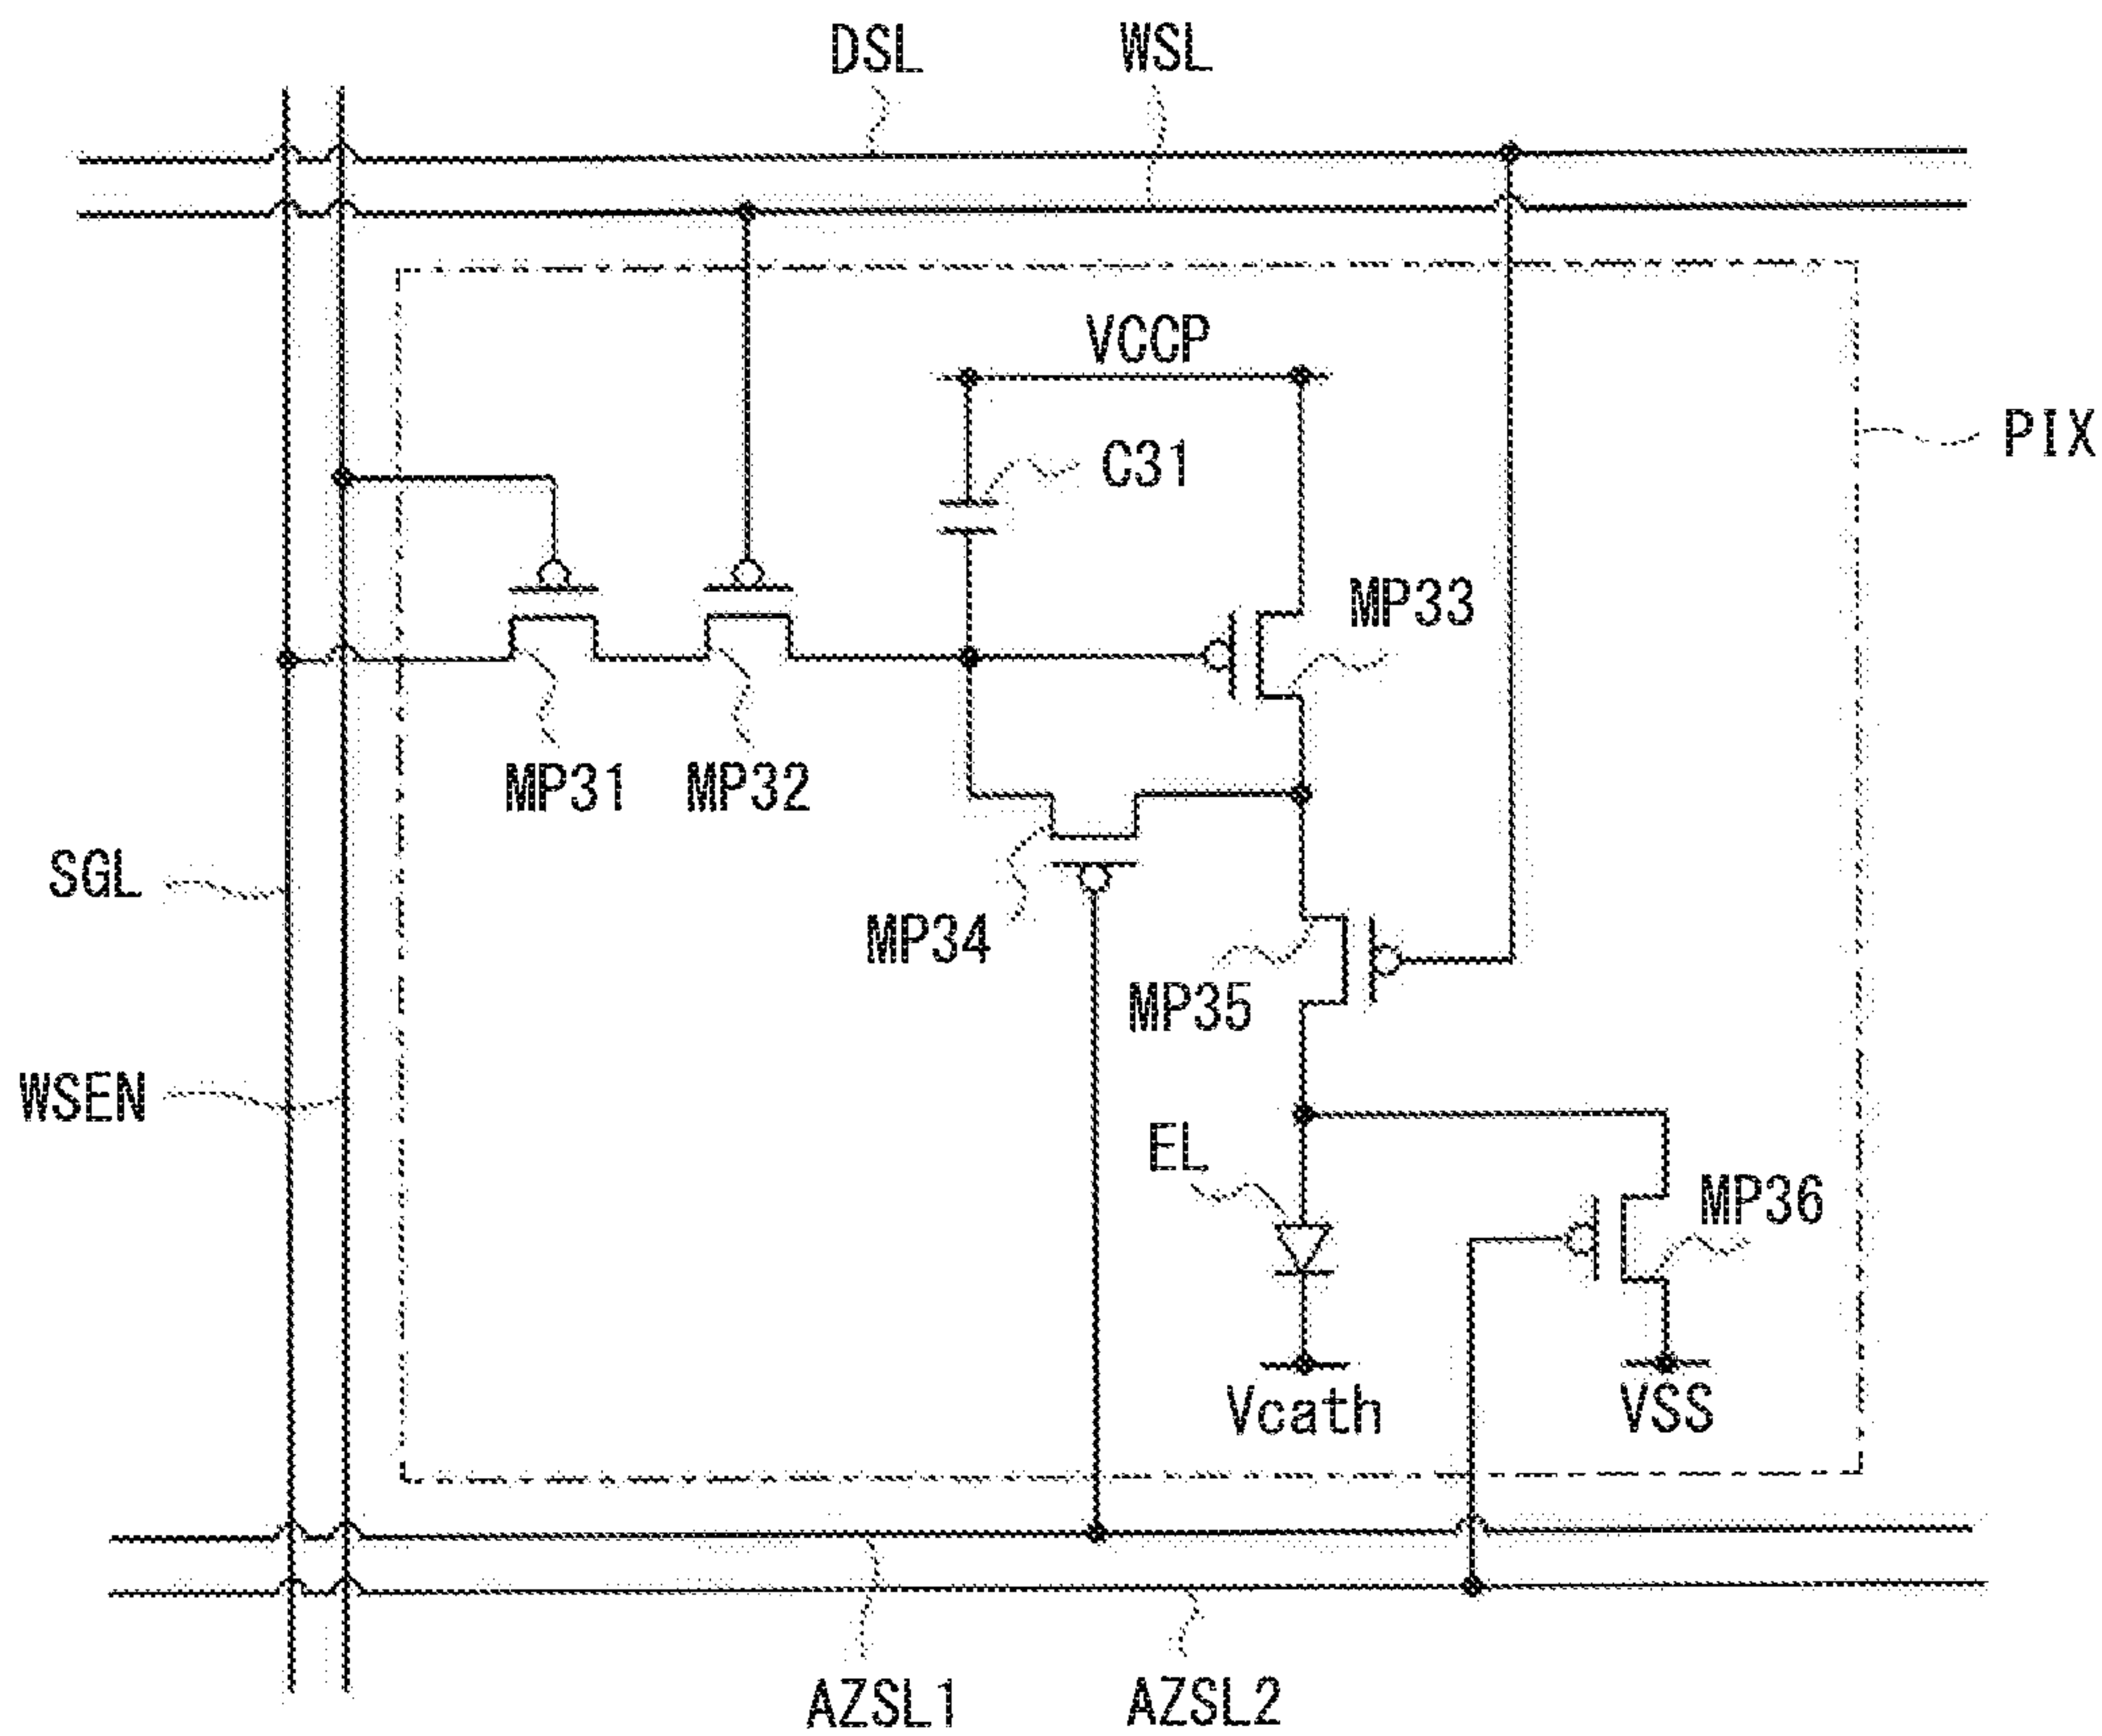 DSL WSL
VCCP
PIX
C31
MP33
MP31 MP32
SGL
MP34
MP35
WSEN
EL
MP36
Vcath VSS
AZSL1 AZSL2